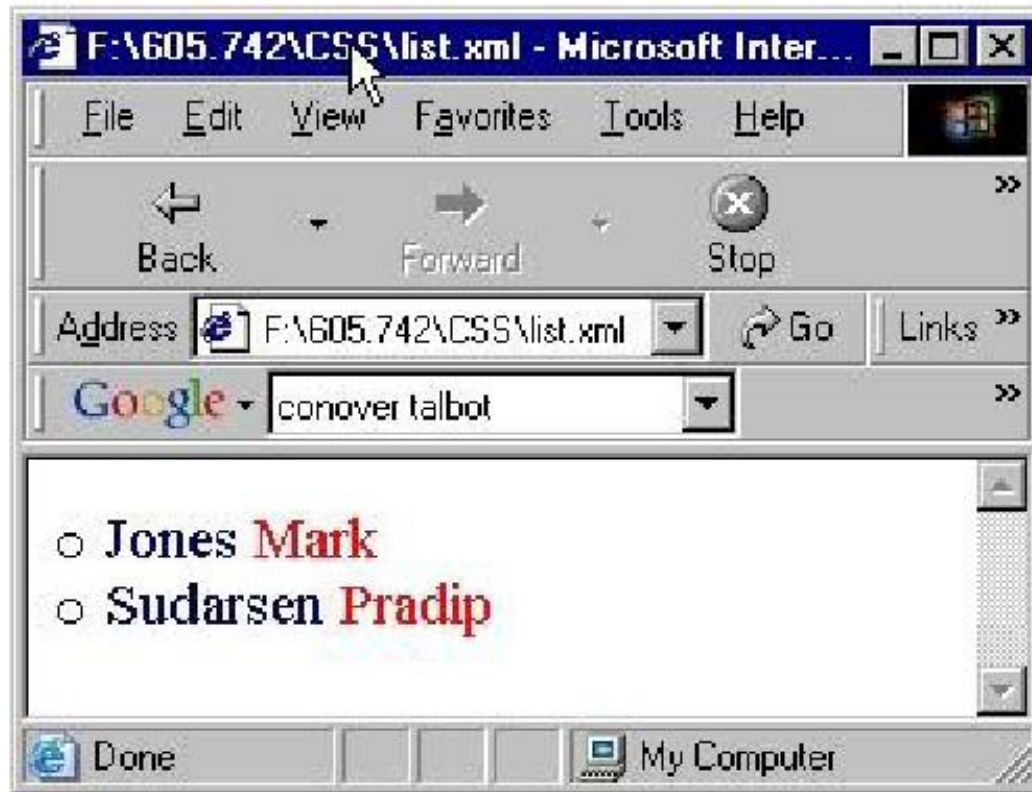 F:\605.742\CSS\list.xml - Microsoft Inter...
File Edit View Favorites Tools Help
»
Back Forward Stop
Address F:\605.742\CSS\list.xml Go Links »
Google conover talbot »
Jones Mark
Sudarsen Pradip
Done My Computer